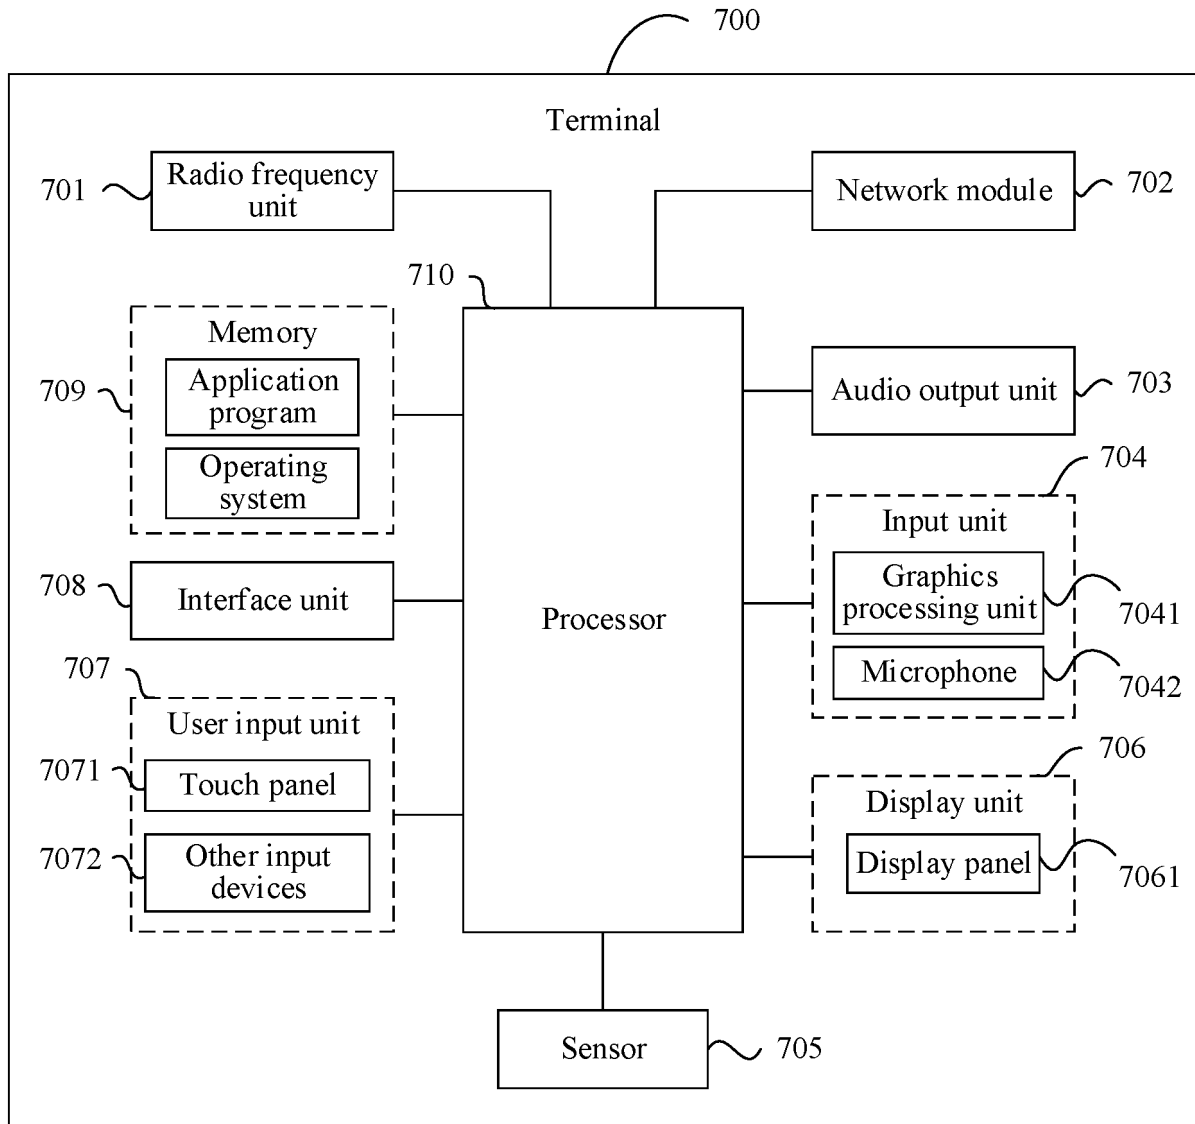 700
Terminal
701
Radio frequency
unit
Network module
702
710
Memory
709
Application
program
Operating
system
Audio output unit
703
704
Input unit
Graphics
processing unit
7041
Microphone
7042
708
Interface unit
Processor
707
User input unit
7071
Touch panel
7072
Other input
devices
706
Display unit
Display panel
7061
Sensor
705